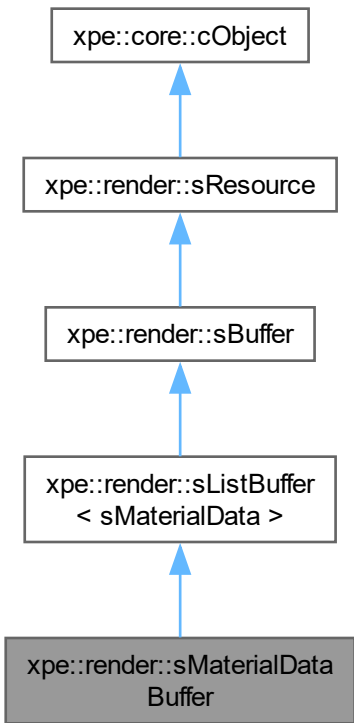 xpe::core::cObject
xpe::render::sResource
xpe::render::sBuffer
xpe::render::sListBuffer
< sMaterialData >
xpe::render::sMaterialData
Buffer